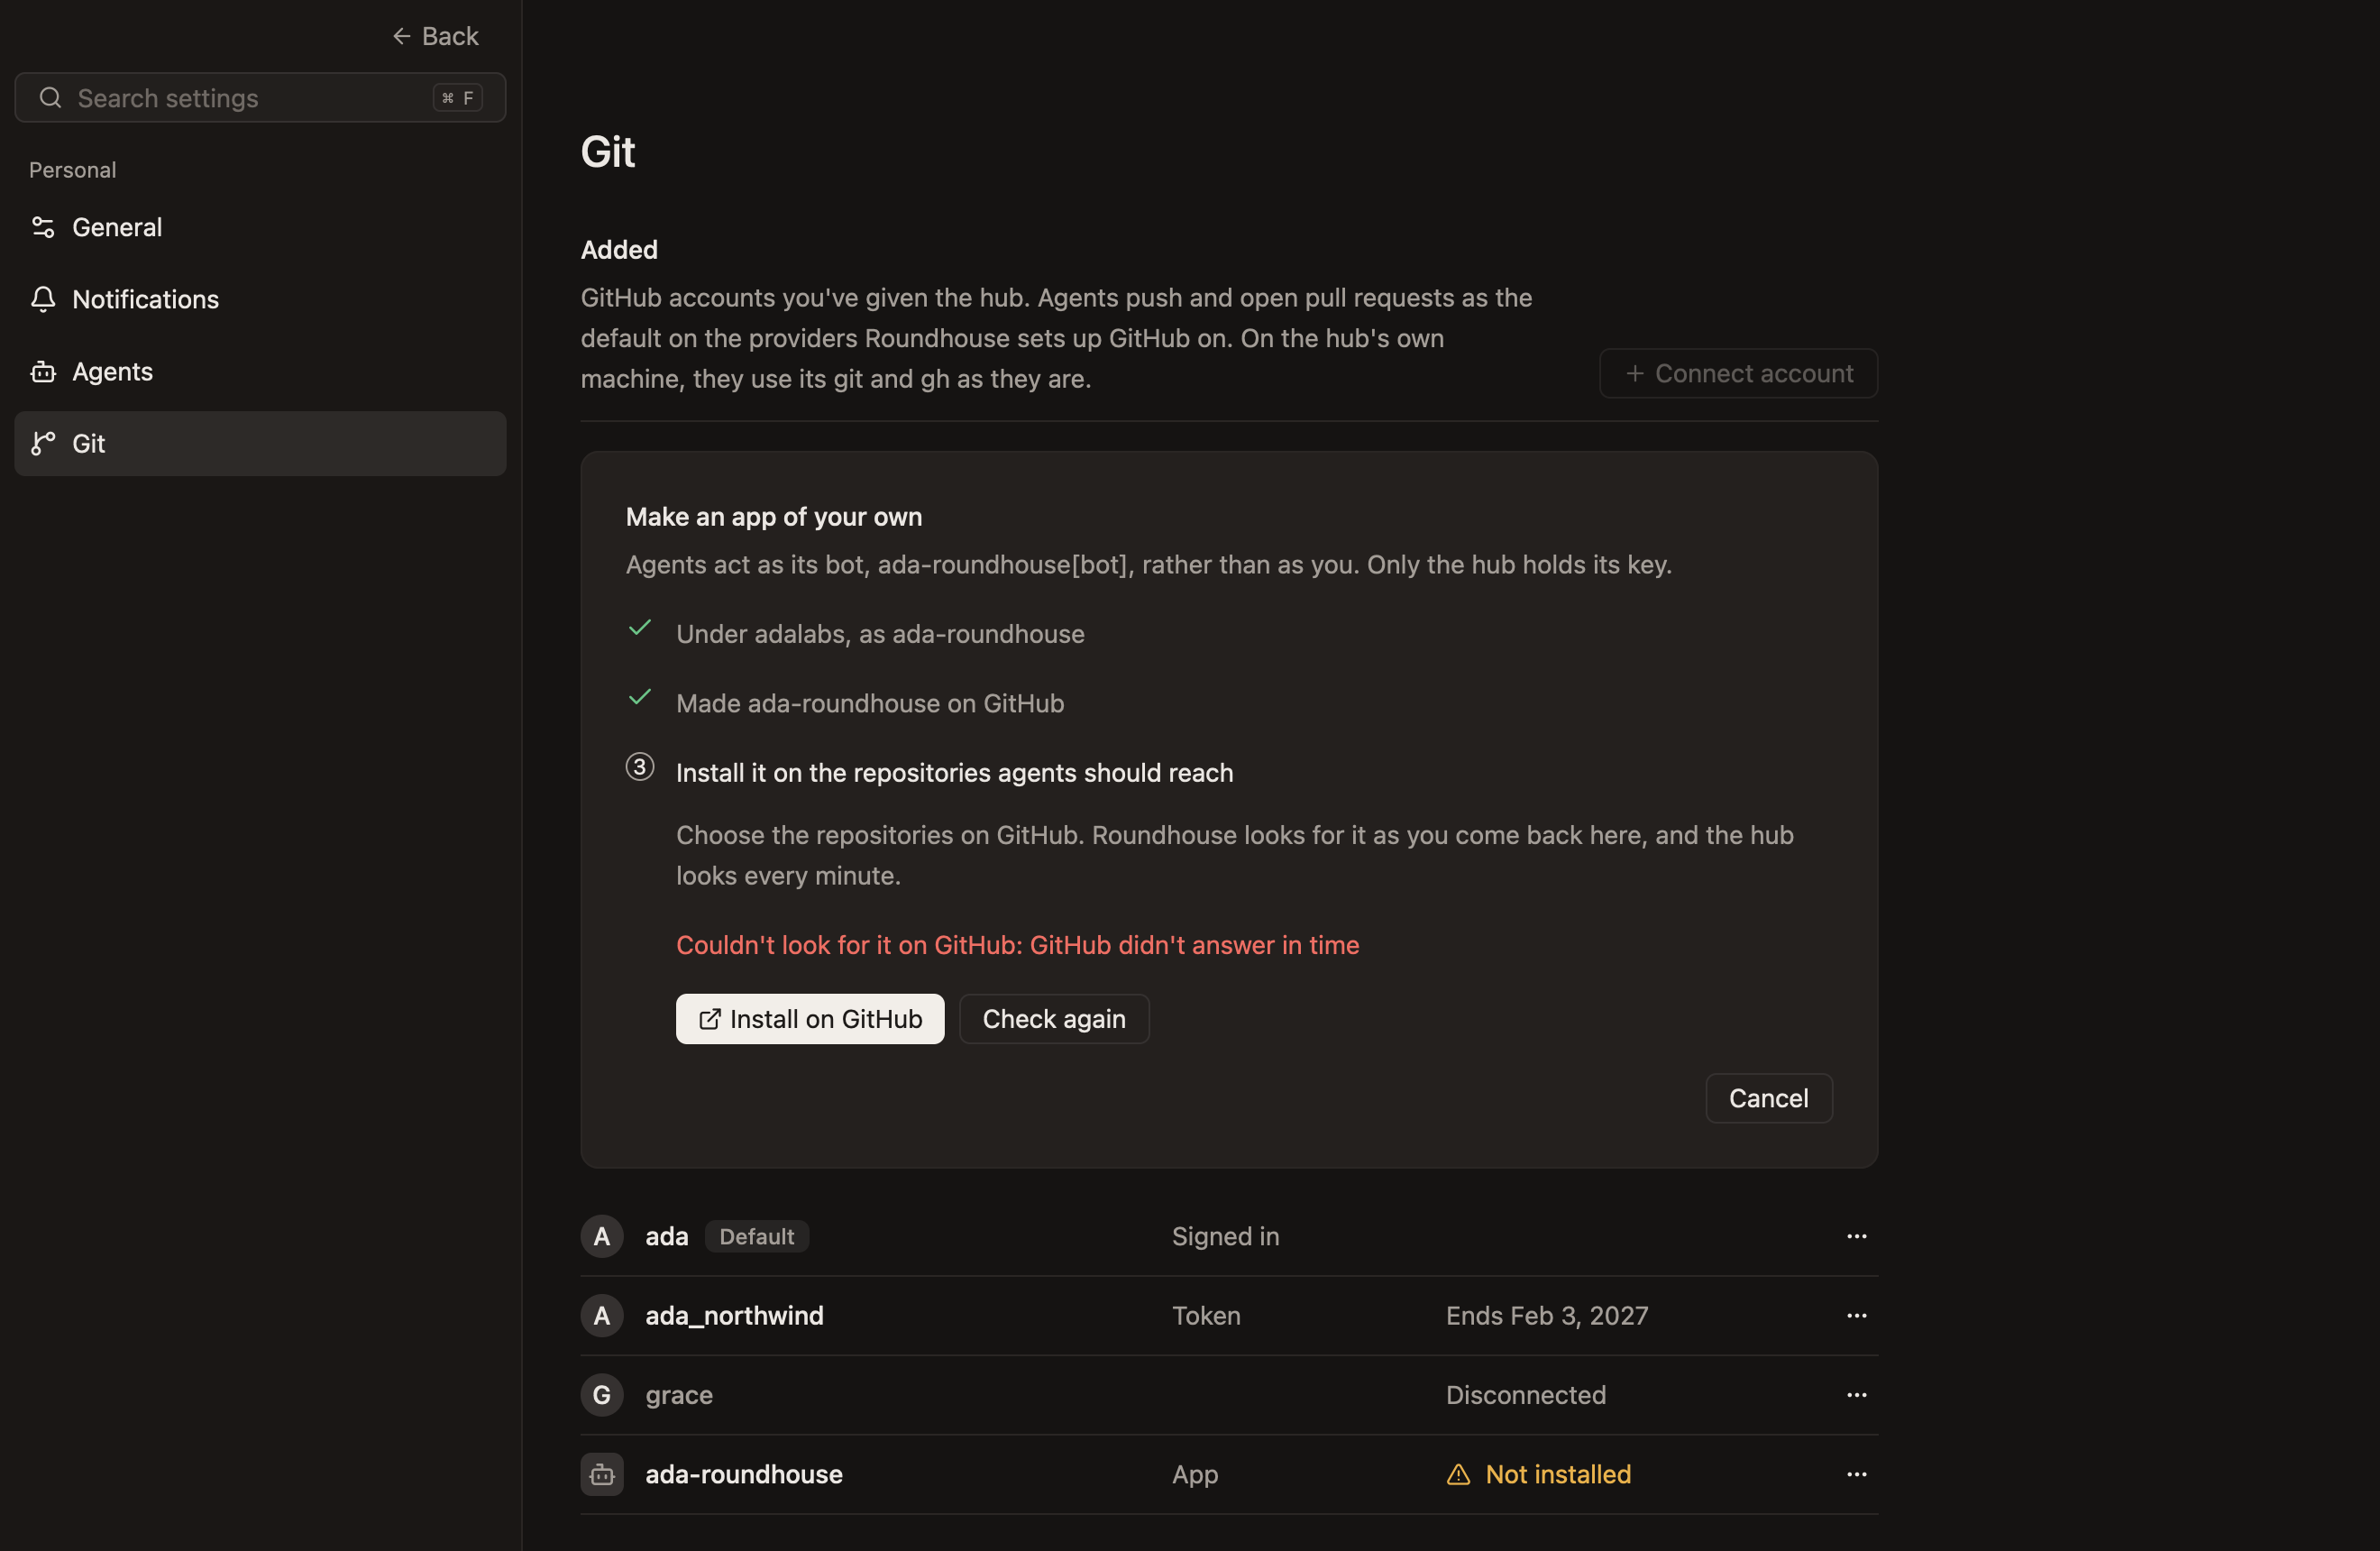 Back
Search settings
⌘ F
Personal
General
Notifications
Agents
Git
Git
Added
GitHub accounts you've given the hub. Agents push and open pull requests as the
default on the providers Roundhouse sets up GitHub on. On the hub's own
machine, they use its git and gh as they are.
+ Connect account
Make an app of your own
Agents act as its bot, ada-roundhouse[bot], rather than as you. Only the hub holds its key.
Under adalabs, as ada-roundhouse
Made ada-roundhouse on GitHub
3 Install it on the repositories agents should reach
Choose the repositories on GitHub. Roundhouse looks for it as you come back here, and the hub
looks every minute.
Couldn't look for it on GitHub: GitHub didn't answer in time
Install on GitHub
Check again
Cancel
A ada Default Signed in
A ada_northwind Token Ends Feb 3, 2027
G grace Disconnected
ada-roundhouse App Not installed